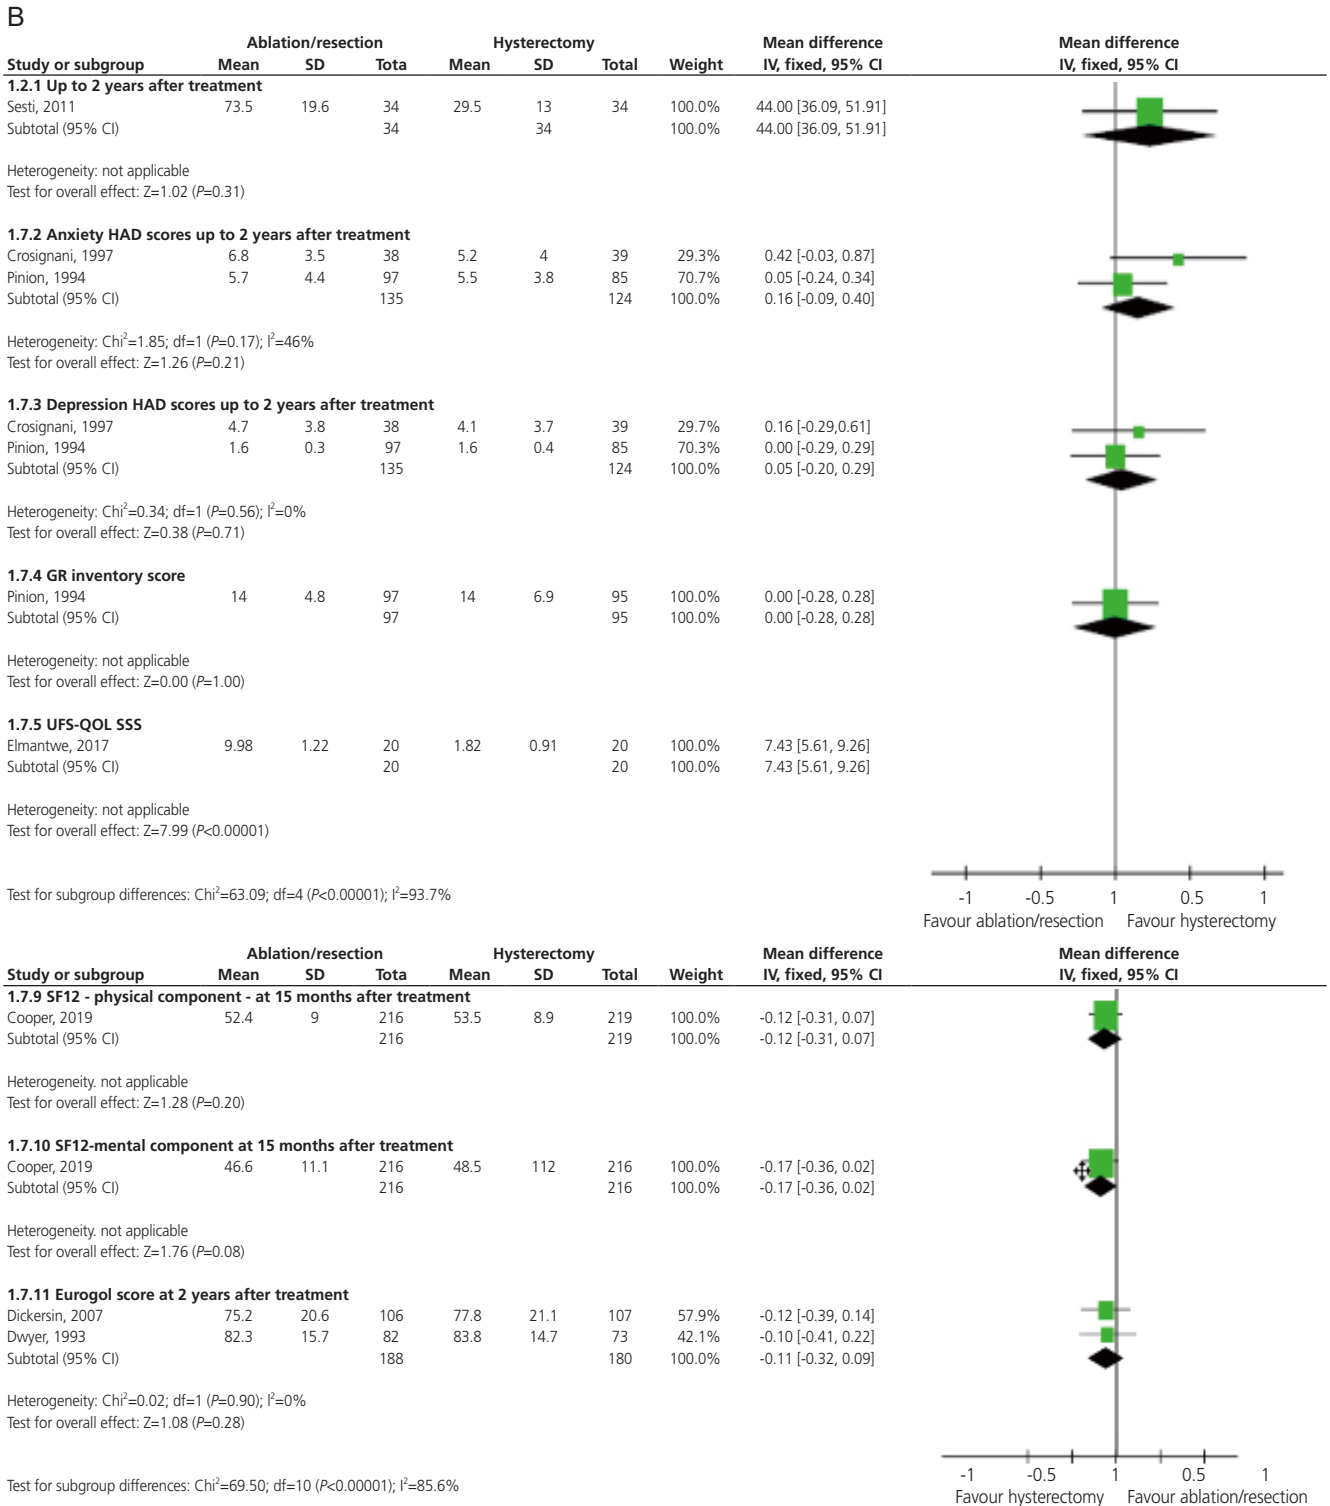 B
Ablation/resection Hysterectomy Mean difference Mean difference
Study or subgroup Mean SD Tota Mean SD Total Weight IV, fixed, 95% CI IV, fixed, 95% CI
1.2.1 Up to 2 years after treatment
Sesti, 2011 73.5 19.6 34 29.5 13 34 100.0% 44.00 [36.09, 51.91]
Subtotal (95% CI) 34 34 100.0% 44.00 [36.09, 51.91]
Heterogeneity: not applicable
Test for overall effect: Z=1.02 (P=0.31)
1.7.2 Anxiety HAD scores up to 2 years after treatment
Crosignani, 1997 6.8 3.5 38 5.2 4 39 29.3% 0.42 [-0.03, 0.87]
Pinion, 1994 5.7 4.4 97 5.5 3.8 85 70.7% 0.05 [-0.24, 0.34]
Subtotal (95% CI) 135 124 100.0% 0.16 [-0.09, 0.40]
Heterogeneity: Chi²=1.85; df=1 (P=0.17); I²=46%
Test for overall effect: Z=1.26 (P=0.21)
1.7.3 Depression HAD scores up to 2 years after treatment
Crosignani, 1997 4.7 3.8 38 4.1 3.7 39 29.7% 0.16 [-0.29,0.61]
Pinion, 1994 1.6 0.3 97 1.6 0.4 85 70.3% 0.00 [-0.29, 0.29]
Subtotal (95% CI) 135 124 100.0% 0.05 [-0.20, 0.29]
Heterogeneity: Chi²=0.34; df=1 (P=0.56); I²=0%
Test for overall effect: Z=0.38 (P=0.71)
1.7.4 GR inventory score
Pinion, 1994 14 4.8 97 14 6.9 95 100.0% 0.00 [-0.28, 0.28]
Subtotal (95% CI) 97 95 100.0% 0.00 [-0.28, 0.28]
Heterogeneity: not applicable
Test for overall effect: Z=0.00 (P=1.00)
1.7.5 UFS-QOL SSS
Elmantwe, 2017 9.98 1.22 20 1.82 0.91 20 100.0% 7.43 [5.61, 9.26]
Subtotal (95% CI) 20 20 100.0% 7.43 [5.61, 9.26]
Heterogeneity: not applicable
Test for overall effect: Z=7.99 (P<0.00001)
Test for subgroup differences: Chi²=63.09; df=4 (P<0.00001); I²=93.7%
-1 -0.5 1 0.5 1
Favour ablation/resection Favour hysterectomy
Ablation/resection Hysterectomy Mean difference Mean difference
Study or subgroup Mean SD Tota Mean SD Total Weight IV, fixed, 95% CI IV, fixed, 95% CI
1.7.9 SF12 - physical component - at 15 months after treatment
Cooper, 2019 52.4 9 216 53.5 8.9 219 100.0% -0.12 [-0.31, 0.07]
Subtotal (95% CI) 216 219 100.0% -0.12 [-0.31, 0.07]
Heterogeneity. not applicable
Test for overall effect: Z=1.28 (P=0.20)
1.7.10 SF12-mental component at 15 months after treatment
Cooper, 2019 46.6 11.1 216 48.5 112 216 100.0% -0.17 [-0.36, 0.02]
Subtotal (95% CI) 216 216 100.0% -0.17 [-0.36, 0.02]
Heterogeneity. not applicable
Test for overall effect: Z=1.76 (P=0.08)
1.7.11 Eurogol score at 2 years after treatment
Dickersin, 2007 75.2 20.6 106 77.8 21.1 107 57.9% -0.12 [-0.39, 0.14]
Dwyer, 1993 82.3 15.7 82 83.8 14.7 73 42.1% -0.10 [-0.41, 0.22]
Subtotal (95% CI) 188 180 100.0% -0.11 [-0.32, 0.09]
Heterogeneity: Chi²=0.02; df=1 (P=0.90); I²=0%
Test for overall effect: Z=1.08 (P=0.28)
Test for subgroup differences: Chi²=69.50; df=10 (P<0.00001); I²=85.6%
-1 -0.5 1 0.5 1
Favour hysterectomy Favour ablation/resection